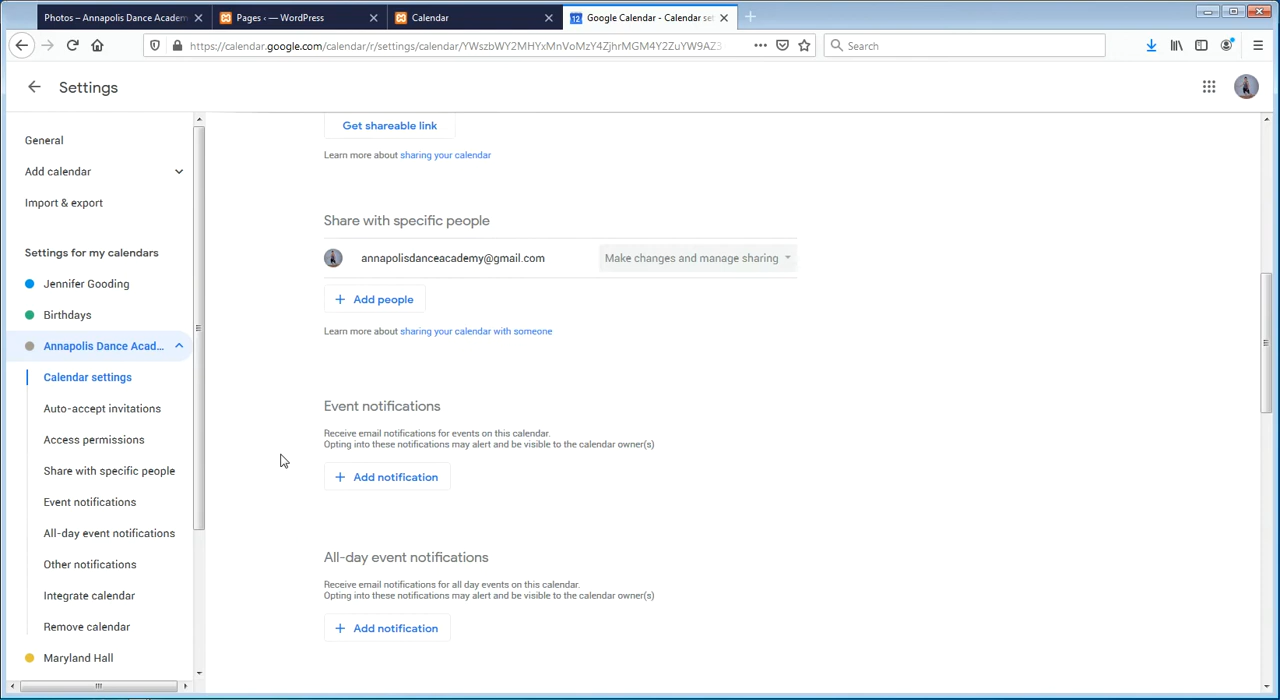 Photos – Annapolis Dance Academ
Pages ‹ — WordPress
Calendar
Google Calendar - Calendar set
https://calendar.google.com/calendar/r/settings/calendar/
Search
Settings
General
Add calendar
Import & export
Settings for my calendars
Jennifer Gooding
Birthdays
Annapolis Dance Acad...
Calendar settings
Auto-accept invitations
Access permissions
Share with specific people
Event notifications
All-day event notifications
Other notifications
Integrate calendar
Remove calendar
Maryland Hall
Get shareable link
Learn more about sharing your calendar
Share with specific people
annapolisdanceacademy@gmail.com
Make changes and manage sharing
+ Add people
Learn more about sharing your calendar with someone
Event notifications
Receive email notifications for events on this calendar.
Opting into these notifications may alert and be visible to the calendar owner(s)
+ Add notification
All-day event notifications
Receive email notifications for all day events on this calendar.
Opting into these notifications may alert and be visible to the calendar owner(s)
+ Add notification